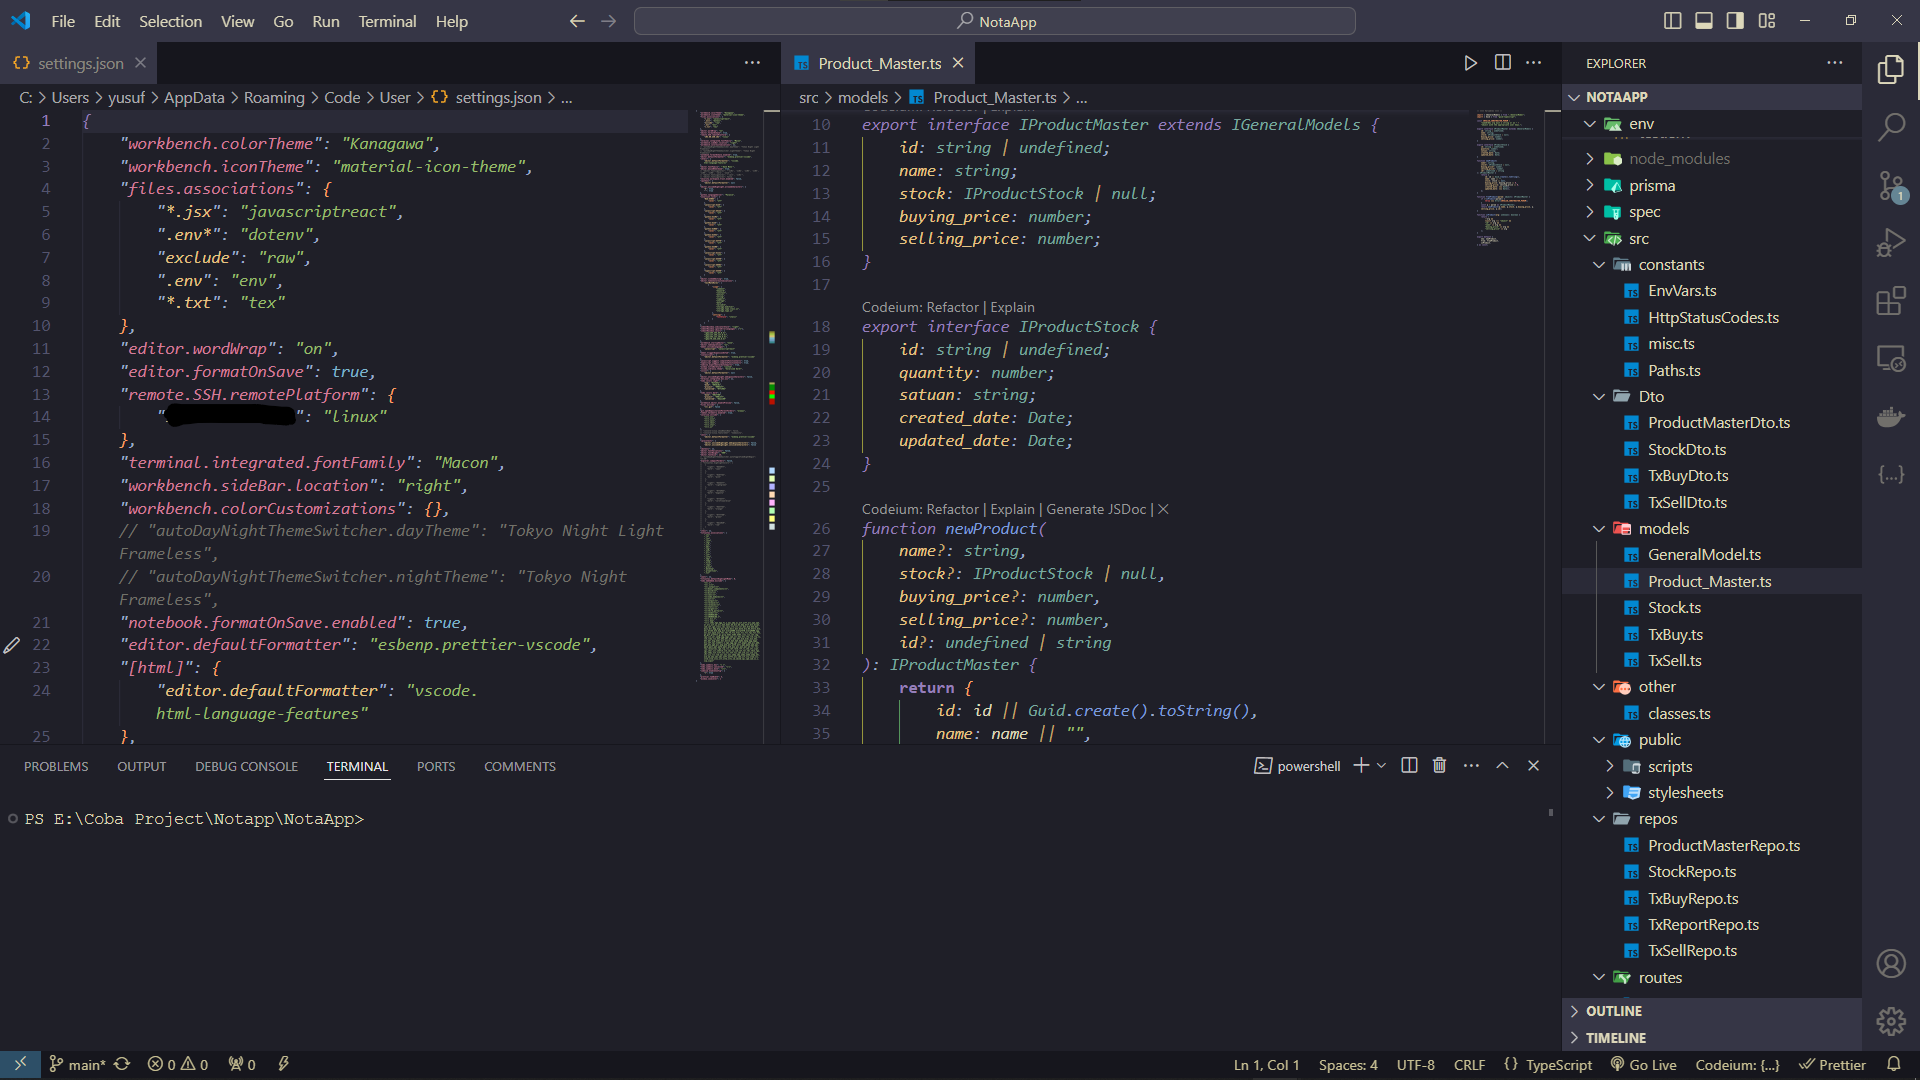 File Edit Selection View Go Run Terminal Help
NotaApp
settings.json
C: > Users > yusuf > AppData > Roaming > Code > User > {} settings.json > ...
1 {
2 "workbench.colorTheme": "Kanagawa",
3 "workbench.iconTheme": "material-icon-theme",
4 "files.associations": {
5 "*.jsx": "javascriptreact",
6 ".env*": "dotenv",
7 "exclude": "raw",
8 ".env": "env",
9 "*.txt": "tex"
10 },
11 "editor.wordWrap": "on",
12 "editor.formatOnSave": true,
13 "remote.SSH.remotePlatform": {
14 " ": "linux"
15 },
16 "terminal.integrated.fontFamily": "Macon",
17 "workbench.sideBar.location": "right",
18 "workbench.colorCustomizations": {},
19 // "autoDayNightThemeSwitcher.dayTheme": "Tokyo Night Light
Frameless",
20 // "autoDayNightThemeSwitcher.nightTheme": "Tokyo Night
Frameless",
21 "notebook.formatOnSave.enabled": true,
22 "editor.defaultFormatter": "esbenp.prettier-vscode",
23 "[html]": {
24 "editor.defaultFormatter": "vscode.
html-language-features"
25 },
Product_Master.ts
src > models > TS Product_Master.ts > ...
10 export interface IProductMaster extends IGeneralModels {
11 id: string | undefined;
12 name: string;
13 stock: IProductStock | null;
14 buying_price: number;
15 selling_price: number;
16 }
17
Codeium: Refactor | Explain
18 export interface IProductStock {
19 id: string | undefined;
20 quantity: number;
21 satuan: string;
22 created_date: Date;
23 updated_date: Date;
24 }
25
Codeium: Refactor | Explain | Generate JSDoc | X
26 function newProduct(
27 name?: string,
28 stock?: IProductStock | null,
29 buying_price?: number,
30 selling_price?: number,
31 id?: undefined | string
32 ): IProductMaster {
33 return {
34 id: id || Guid.create().toString(),
35 name: name || "",
PROBLEMS OUTPUT DEBUG CONSOLE TERMINAL PORTS COMMENTS
powershell
PS E:\Coba Project\Notapp\NotaApp>
EXPLORER
NOTAAPP
env
node_modules
prisma
spec
src
constants
EnvVars.ts
HttpStatusCodes.ts
misc.ts
Paths.ts
Dto
ProductMasterDto.ts
StockDto.ts
TxBuyDto.ts
TxSellDto.ts
models
GeneralModel.ts
Product_Master.ts
Stock.ts
TxBuy.ts
TxSell.ts
other
classes.ts
public
scripts
stylesheets
repos
ProductMasterRepo.ts
StockRepo.ts
TxBuyRepo.ts
TxReportRepo.ts
TxSellRepo.ts
routes
OUTLINE
TIMELINE
1
main* 0 0 0
Ln 1, Col 1 Spaces: 4 UTF-8 CRLF {} TypeScript Go Live Codeium: {...} Prettier